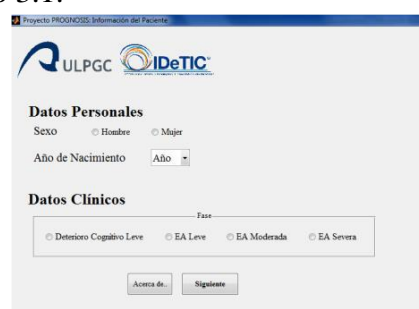 Proyecto PROGNOSIS: Información del Paciente
ULPGC IDeTIC
Datos Personales
Sexo Hombre Mujer
Año de Nacimiento Año
Datos Clínicos
Fase
Deterioro Cognitivo Leve EA Leve EA Moderada EA Severa
Acerca de.. Siguiente